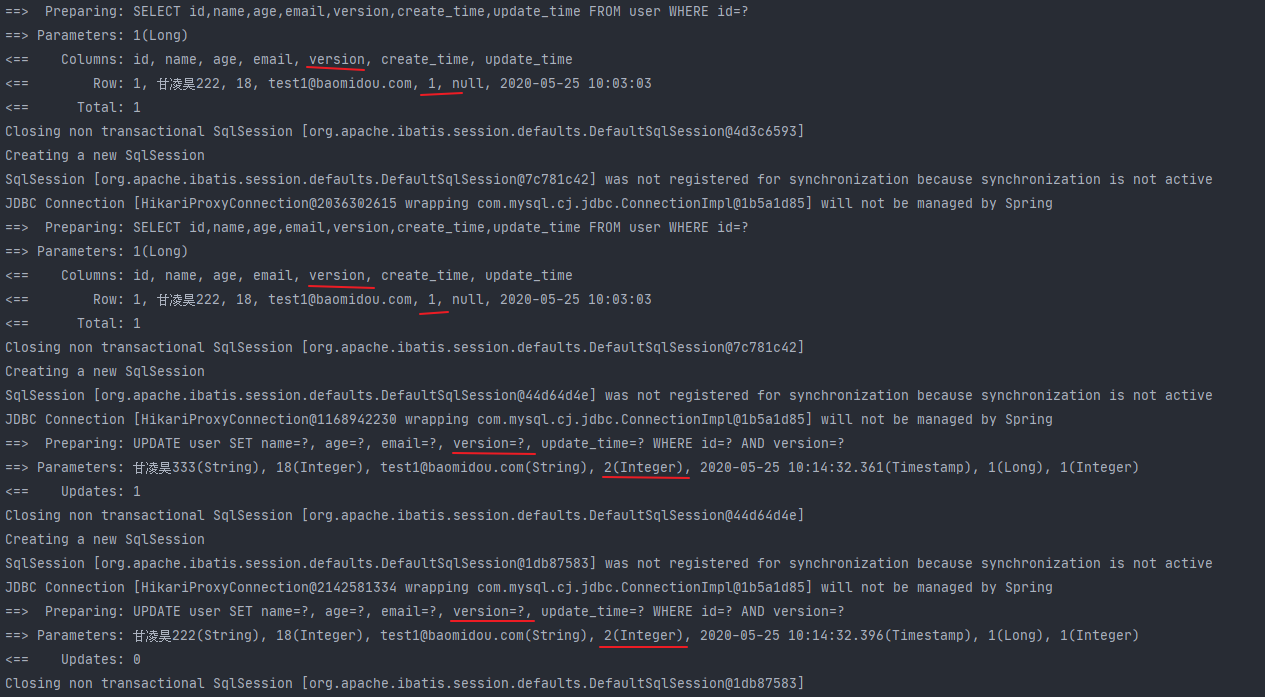 ==>  Preparing: SELECT id,name,age,email,version,create_time,update_time FROM user WHERE id=?
==> Parameters: 1(Long)
<==    Columns: id, name, age, email, version, create_time, update_time
<==        Row: 1, 甘凌昊222, 18, test1@baomidou.com, 1, null, 2020-05-25 10:03:03
<==      Total: 1
Closing non transactional SqlSession [org.apache.ibatis.session.defaults.DefaultSqlSession@4d3c6593]
Creating a new SqlSession
SqlSession [org.apache.ibatis.session.defaults.DefaultSqlSession@7c781c42] was not registered for synchronization because synchronization is not active
JDBC Connection [HikariProxyConnection@2036302615 wrapping com.mysql.cj.jdbc.ConnectionImpl@1b5a1d85] will not be managed by Spring
==>  Preparing: SELECT id,name,age,email,version,create_time,update_time FROM user WHERE id=?
==> Parameters: 1(Long)
<==    Columns: id, name, age, email, version, create_time, update_time
<==        Row: 1, 甘凌昊222, 18, test1@baomidou.com, 1, null, 2020-05-25 10:03:03
<==      Total: 1
Closing non transactional SqlSession [org.apache.ibatis.session.defaults.DefaultSqlSession@7c781c42]
Creating a new SqlSession
SqlSession [org.apache.ibatis.session.defaults.DefaultSqlSession@44d64d4e] was not registered for synchronization because synchronization is not active
JDBC Connection [HikariProxyConnection@1168942230 wrapping com.mysql.cj.jdbc.ConnectionImpl@1b5a1d85] will not be managed by Spring
==>  Preparing: UPDATE user SET name=?, age=?, email=?, version=?, update_time=? WHERE id=? AND version=?
==> Parameters: 甘凌昊333(String), 18(Integer), test1@baomidou.com(String), 2(Integer), 2020-05-25 10:14:32.361(Timestamp), 1(Long), 1(Integer)
<==    Updates: 1
Closing non transactional SqlSession [org.apache.ibatis.session.defaults.DefaultSqlSession@44d64d4e]
Creating a new SqlSession
SqlSession [org.apache.ibatis.session.defaults.DefaultSqlSession@1db87583] was not registered for synchronization because synchronization is not active
JDBC Connection [HikariProxyConnection@2142581334 wrapping com.mysql.cj.jdbc.ConnectionImpl@1b5a1d85] will not be managed by Spring
==>  Preparing: UPDATE user SET name=?, age=?, email=?, version=?, update_time=? WHERE id=? AND version=?
==> Parameters: 甘凌昊222(String), 18(Integer), test1@baomidou.com(String), 2(Integer), 2020-05-25 10:14:32.396(Timestamp), 1(Long), 1(Integer)
<==    Updates: 0
Closing non transactional SqlSession [org.apache.ibatis.session.defaults.DefaultSqlSession@1db87583]